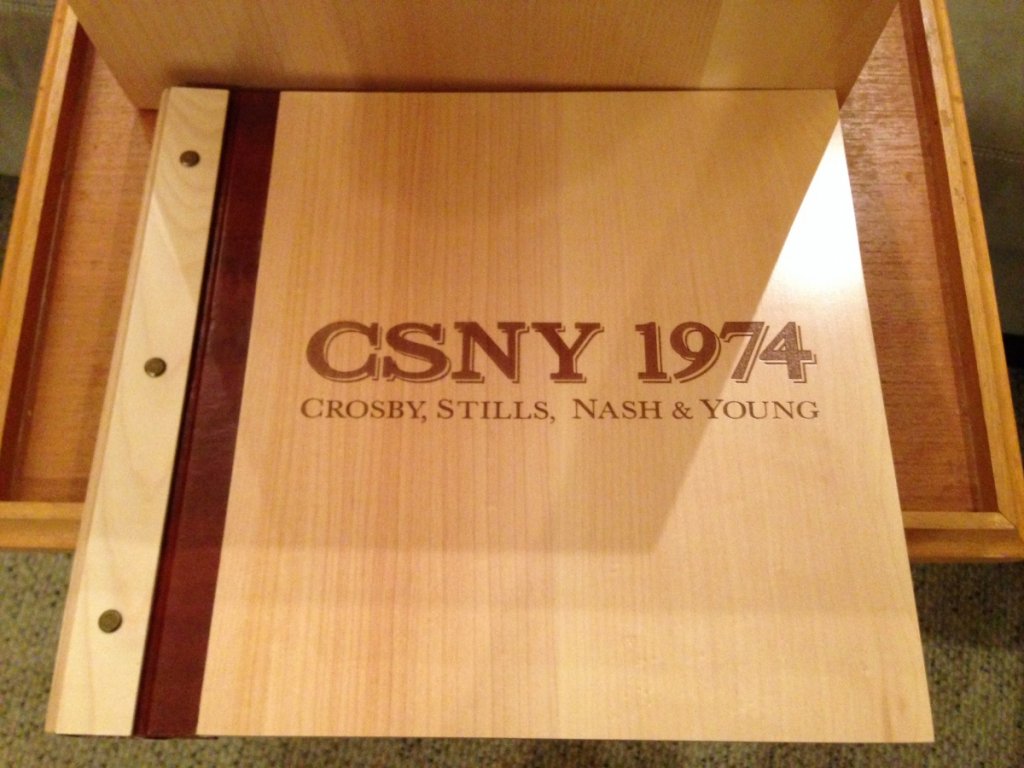 CSNY 1974
CROSBY, STILLS, NASH & YOUNG